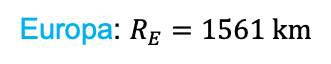 Europa: R_E = 1561 km